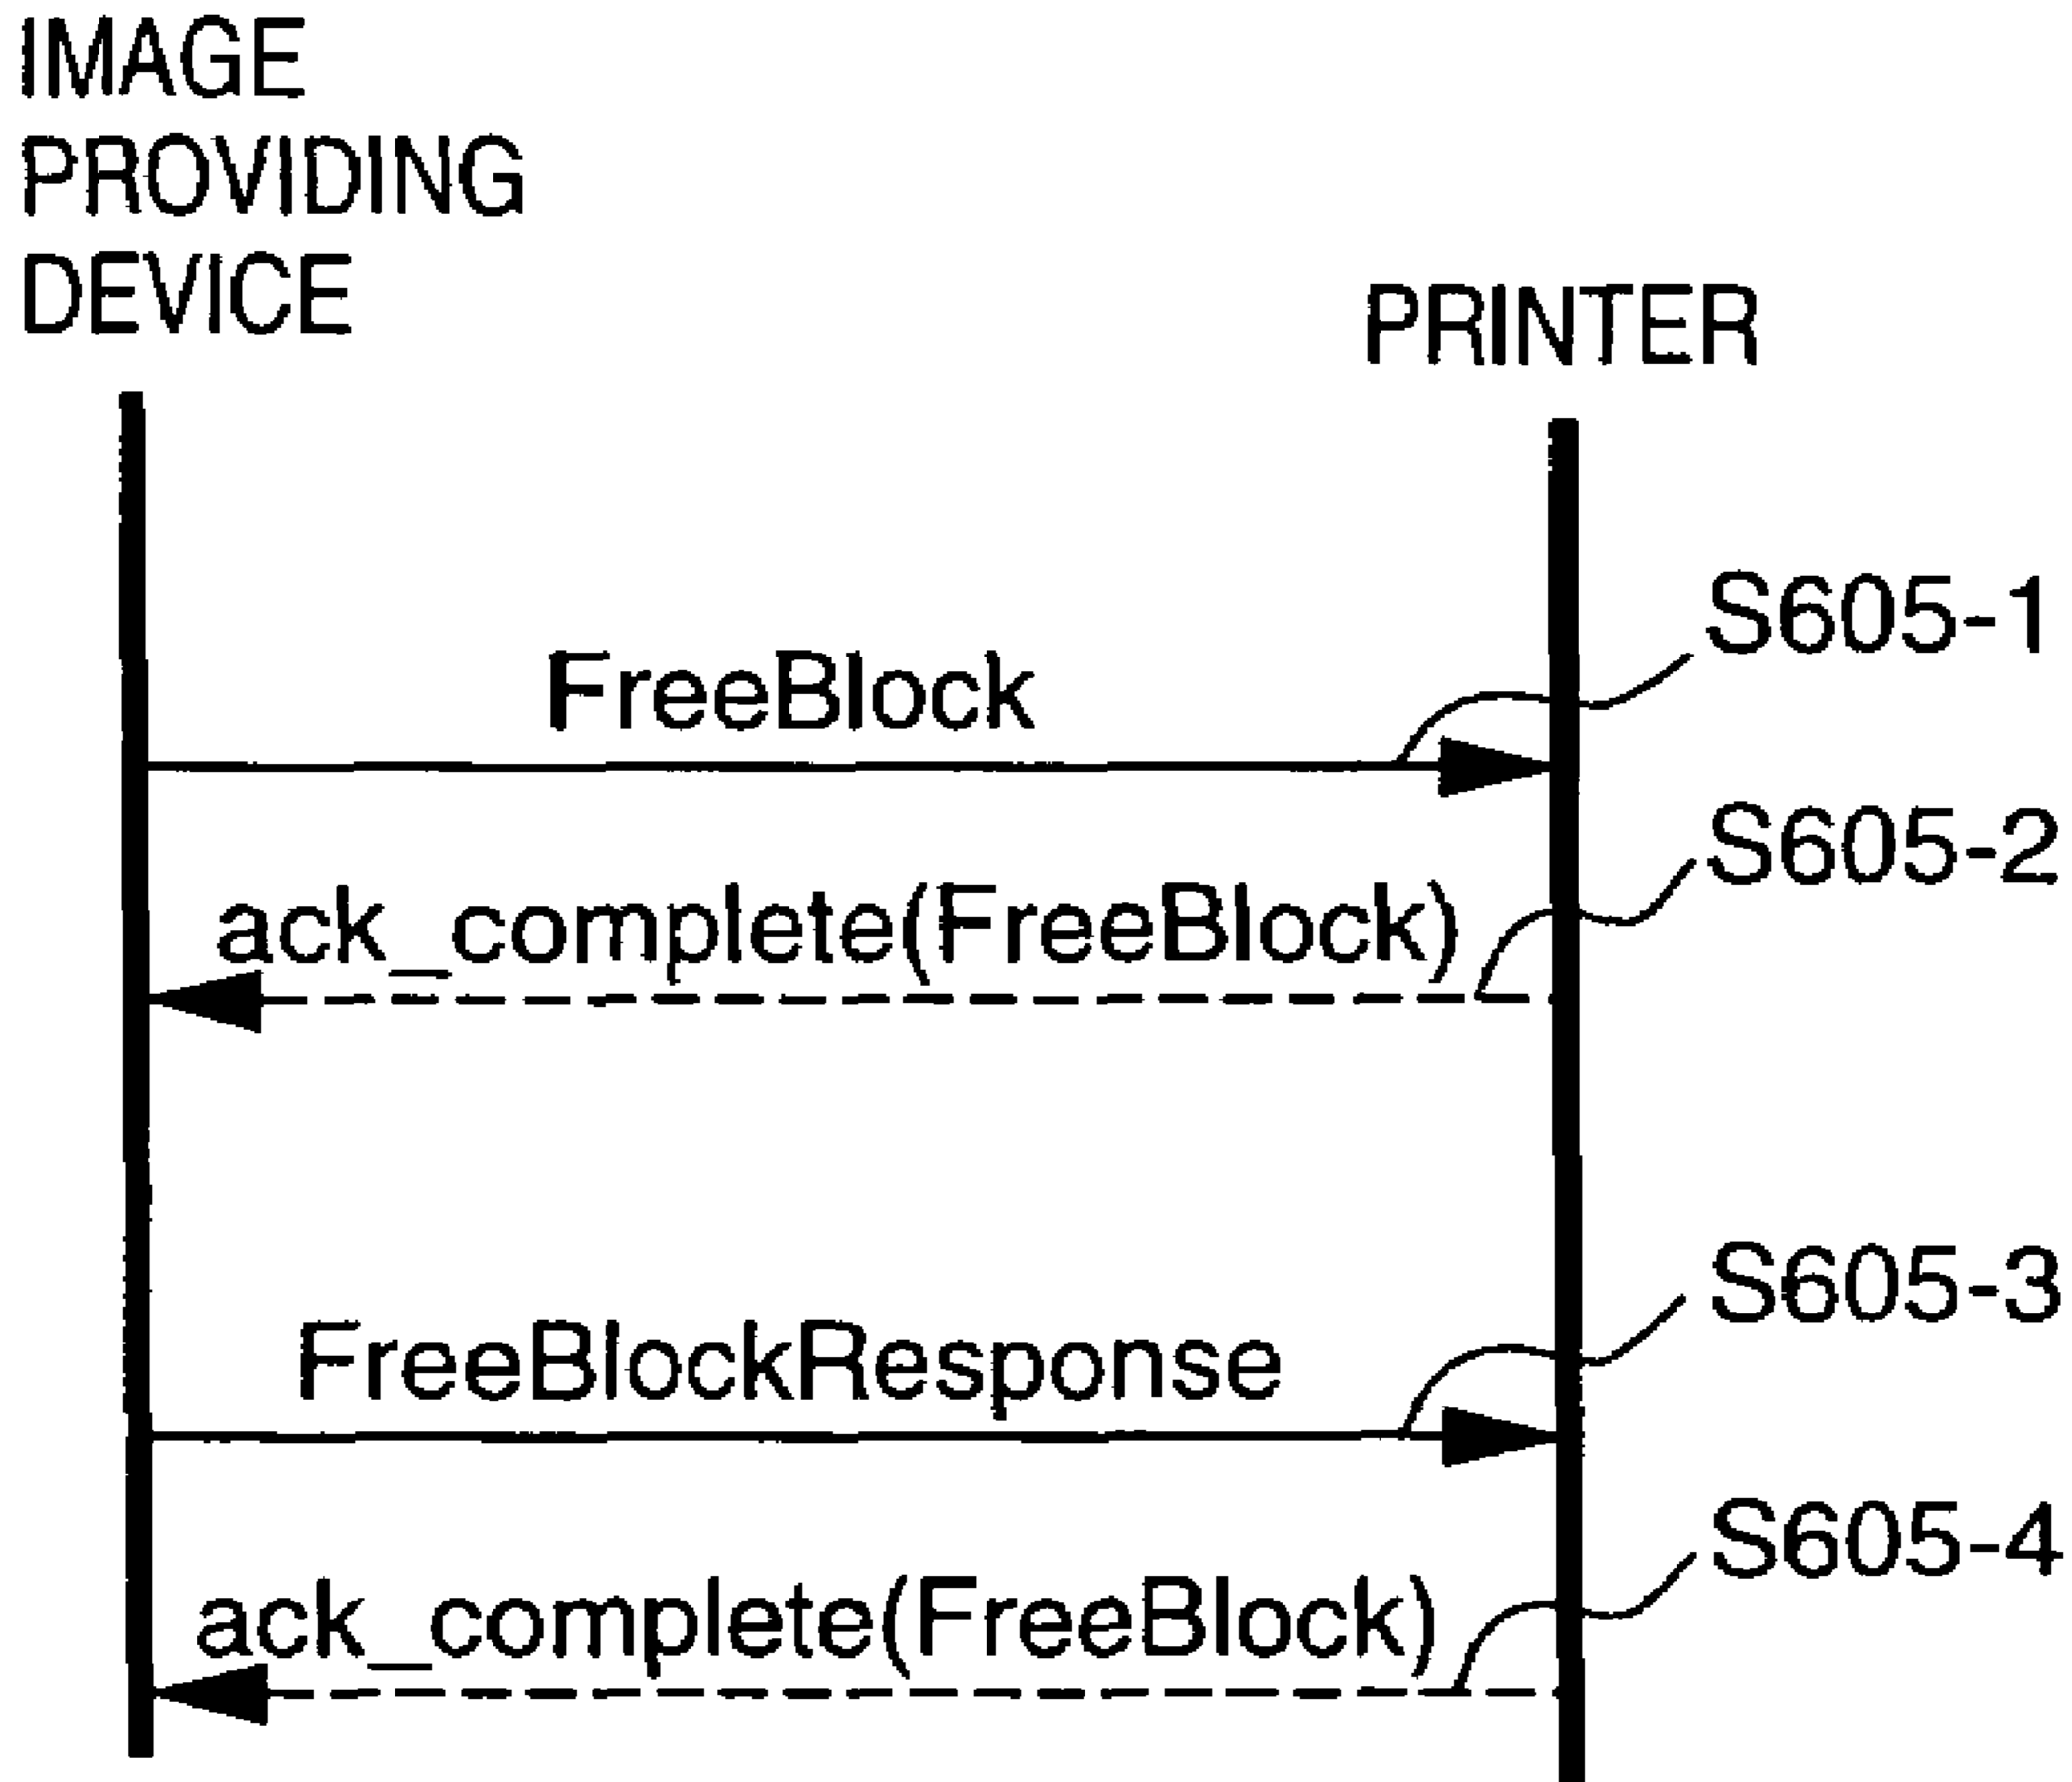 IMAGE
PROVIDING
DEVICE
PRINTER
S605-1
FreeBlock
S605-2
ack_complete(FreeBlock)
S605-3
FreeBlockResponse
S605-4
ack_complete(FreeBlock)